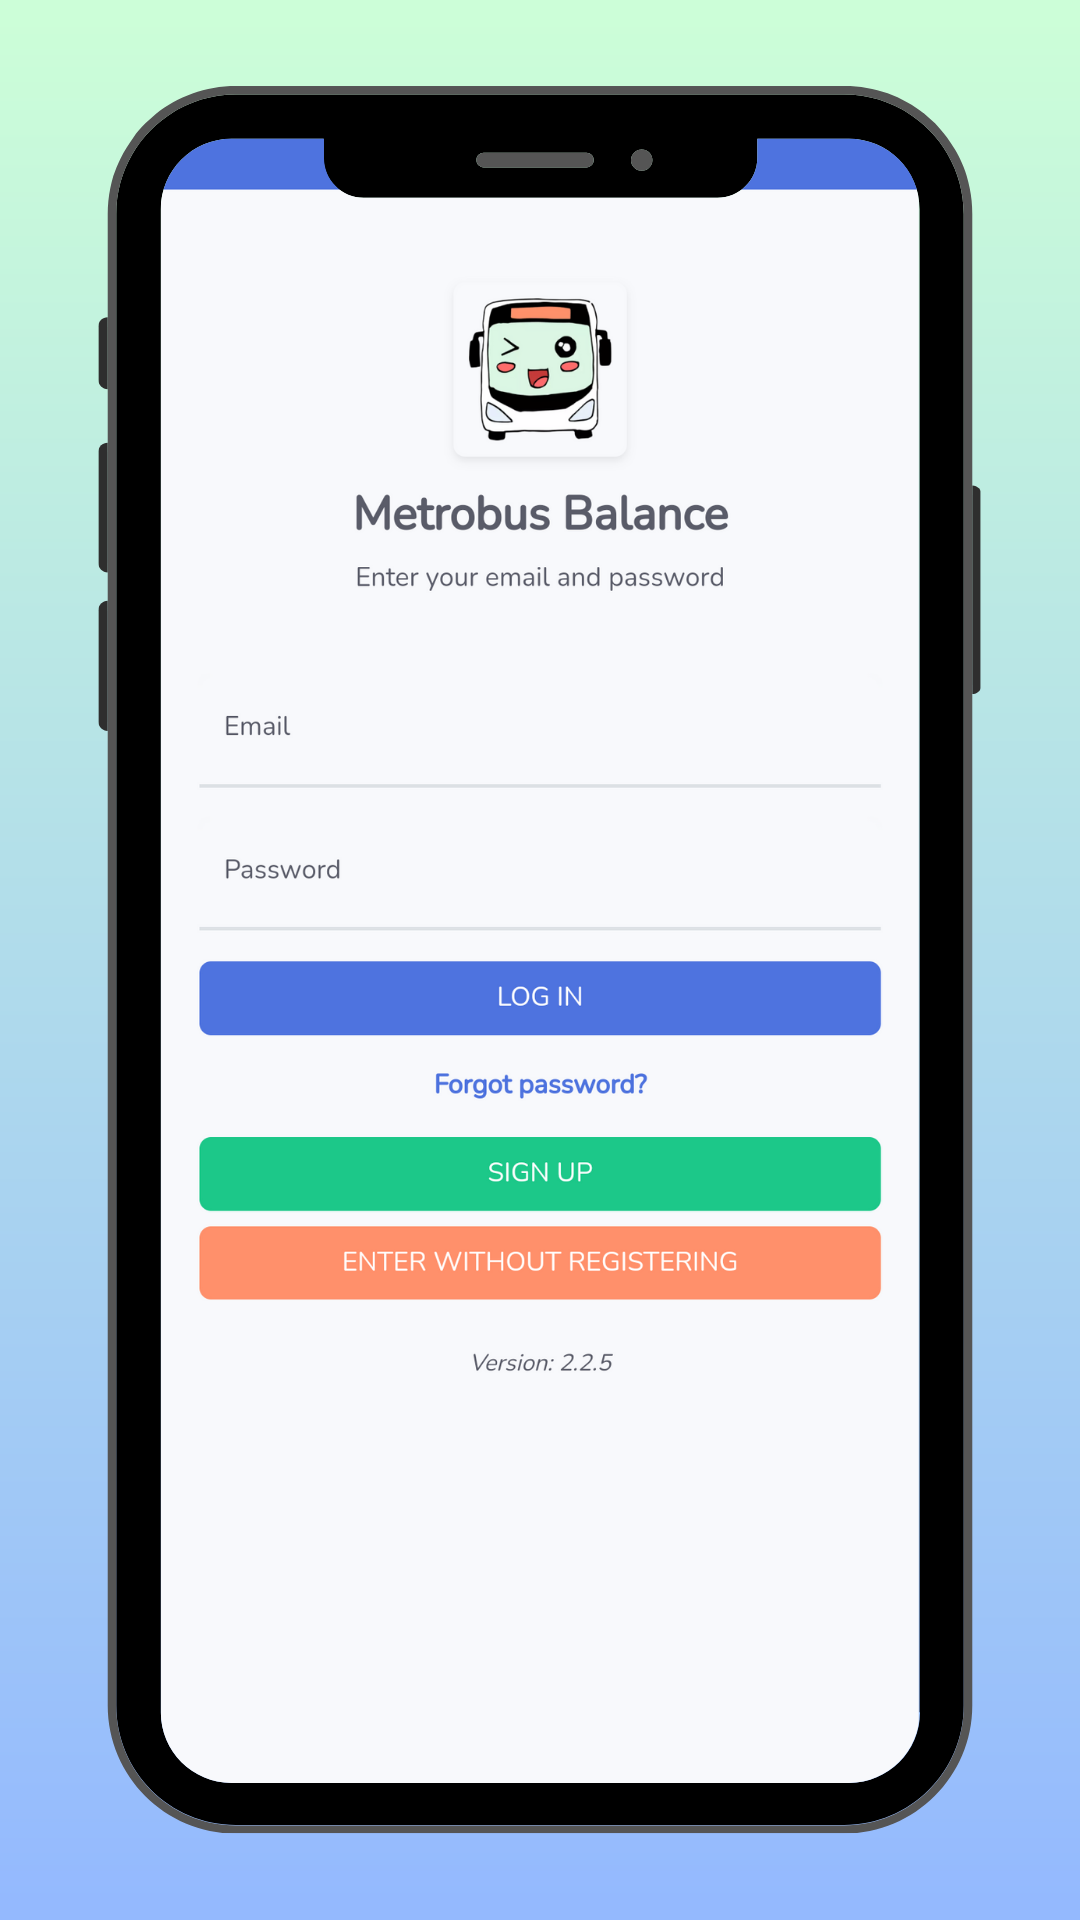 Metrobus Balance
Enter your email and password
Email
Password
LOG IN
Forgot password?
SIGN UP
ENTER WITHOUT REGISTERING
Version: 2.2.5